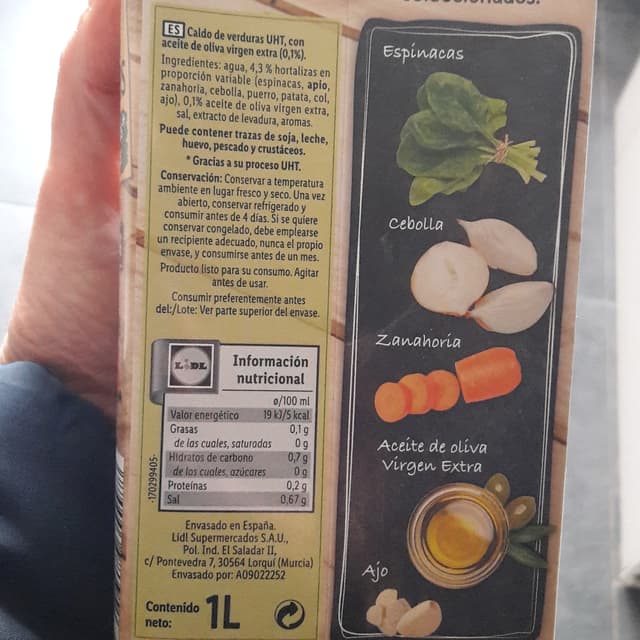 seleccionados.
ES Caldo de verduras UHT, con
aceite de oliva virgen extra (0,1%).
Ingredientes: agua, 4,3 % hortalizas en
proporción variable (espinacas, apio,
zanahoria, cebolla, puerro, patata, col,
ajo), 0,1% aceite de oliva virgen extra,
sal, extracto de levadura, aromas.
Puede contener trazas de soja, leche,
huevo, pescado y crustáceos.
* Gracias a su proceso UHT.
Conservación: Conservar a temperatura
ambiente en lugar fresco y seco. Una vez
abierto, conservar refrigerado y
consumir antes de 4 días. Si se quiere
conservar congelado, debe emplearse
un recipiente adecuado, nunca el propio
envase, y consumirse antes de un mes.
Producto listo para su consumo. Agitar
antes de usar.
Consumir preferentemente antes
del:/Lote: Ver parte superior del envase.
LIDL
Información
nutricional
ø/100 ml
Valor energético 19 kJ/5 kcal
Grasas 0,1 g
de las cuales, saturadas 0 g
Hidratos de carbono 0,7 g
de los cuales, azúcares 0 g
Proteínas 0,2 g
Sal 0,67 g
-170299405-
Envasado en España.
Lidl Supermercados S.A.U.,
Pol. Ind. El Saladar II,
c/ Pontevedra 7, 30564 Lorquí (Murcia)
Envasado por: A09022252
Contenido
neto: 1L
Espinacas
Cebolla
Zanahoria
Aceite de oliva
Virgen Extra
Ajo